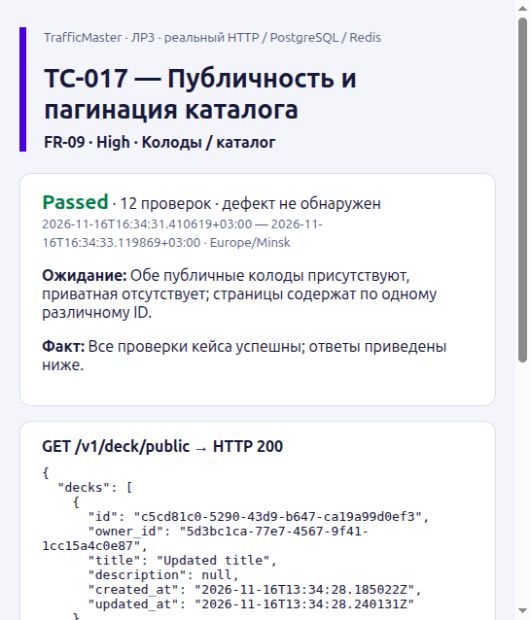 TrafficMaster · ЛР3 · реальный HTTP / PostgreSQL / Redis
TC-017 — Публичность и
пагинация каталога
FR-09 · High · Колоды / каталог
Passed · 12 проверок · дефект не обнаружен
2026-11-16T16:34:31.410619+03:00 — 2026-11-
16T16:34:33.119869+03:00 · Europe/Minsk
Ожидание: Обе публичные колоды присутствуют,
приватная отсутствует; страницы содержат по одному
различному ID.
Факт: Все проверки кейса успешны; ответы приведены
ниже.
GET /v1/deck/public → HTTP 200
{
  "decks": [
    {
      "id": "c5cd81c0-5290-43d9-b647-ca19a99d0ef3",
      "owner_id": "5d3bc1ca-77e7-4567-9f41-
1cc15a4c0e87",
      "title": "Updated title",
      "description": null,
      "created_at": "2026-11-16T13:34:28.185022Z",
      "updated_at": "2026-11-16T13:34:28.240131Z"
    }